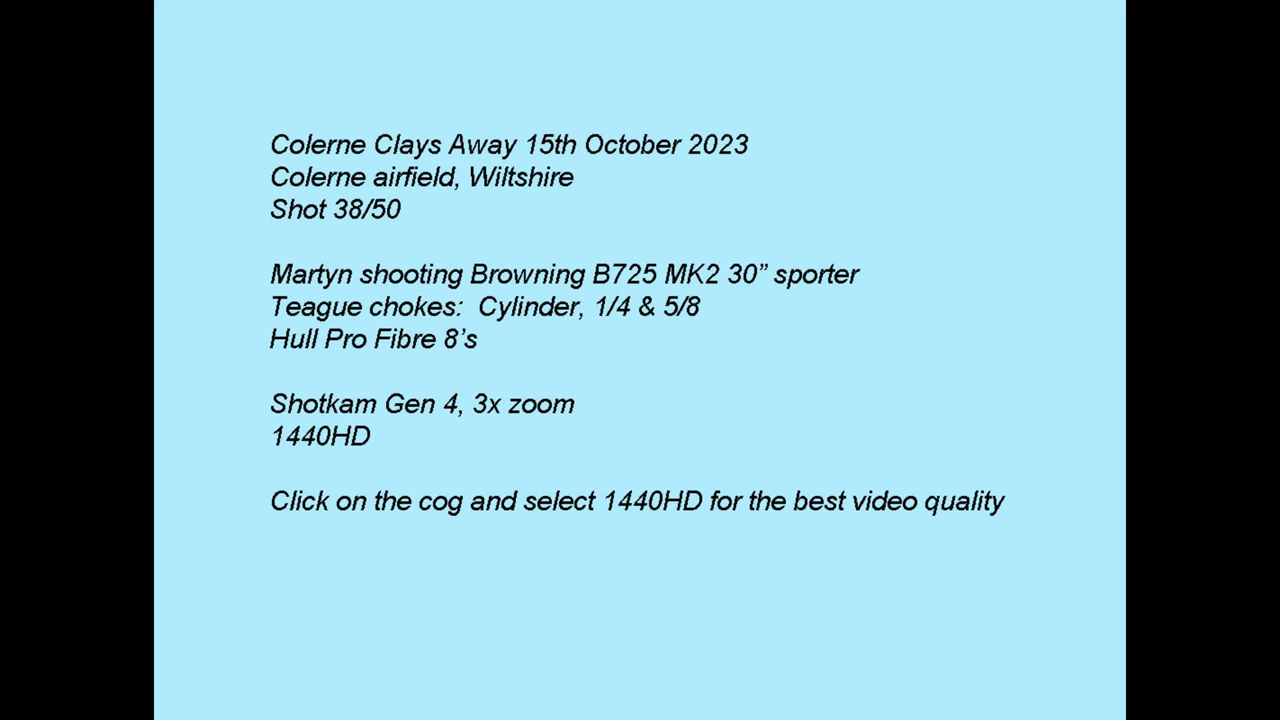 Colerne Clays Away 15th October 2023
Colerne airfield, Wiltshire
Shot 38/50
Martyn shooting Browning B725 MK2 30” sporter
Teague chokes:  Cylinder, 1/4 & 5/8
Hull Pro Fibre 8’s
Shotkam Gen 4, 3x zoom
1440HD
Click on the cog and select 1440HD for the best video quality